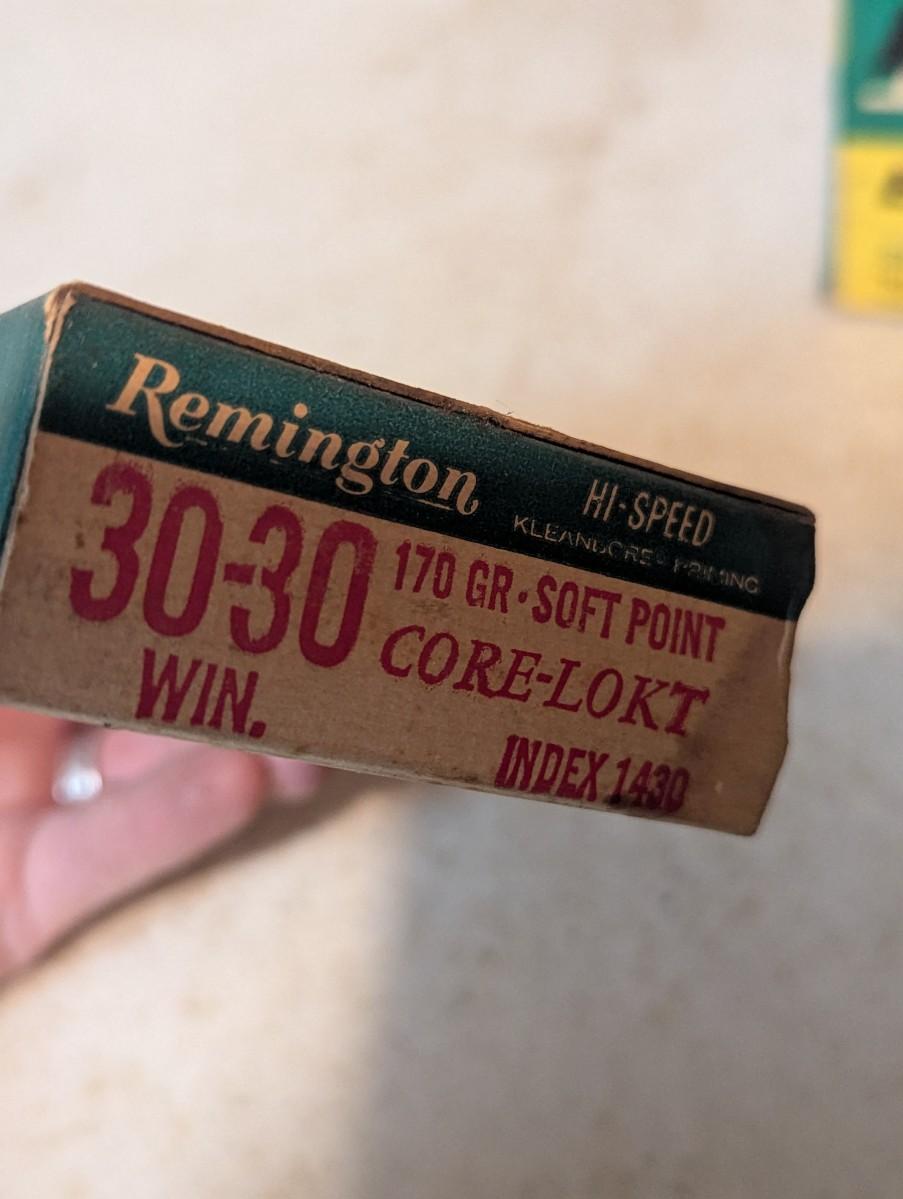 Remington
HI-SPEED
KLEANBORE PRIMING
30-30
WIN.
170 GR·SOFT POINT
CORE-LOKT
INDEX 1430